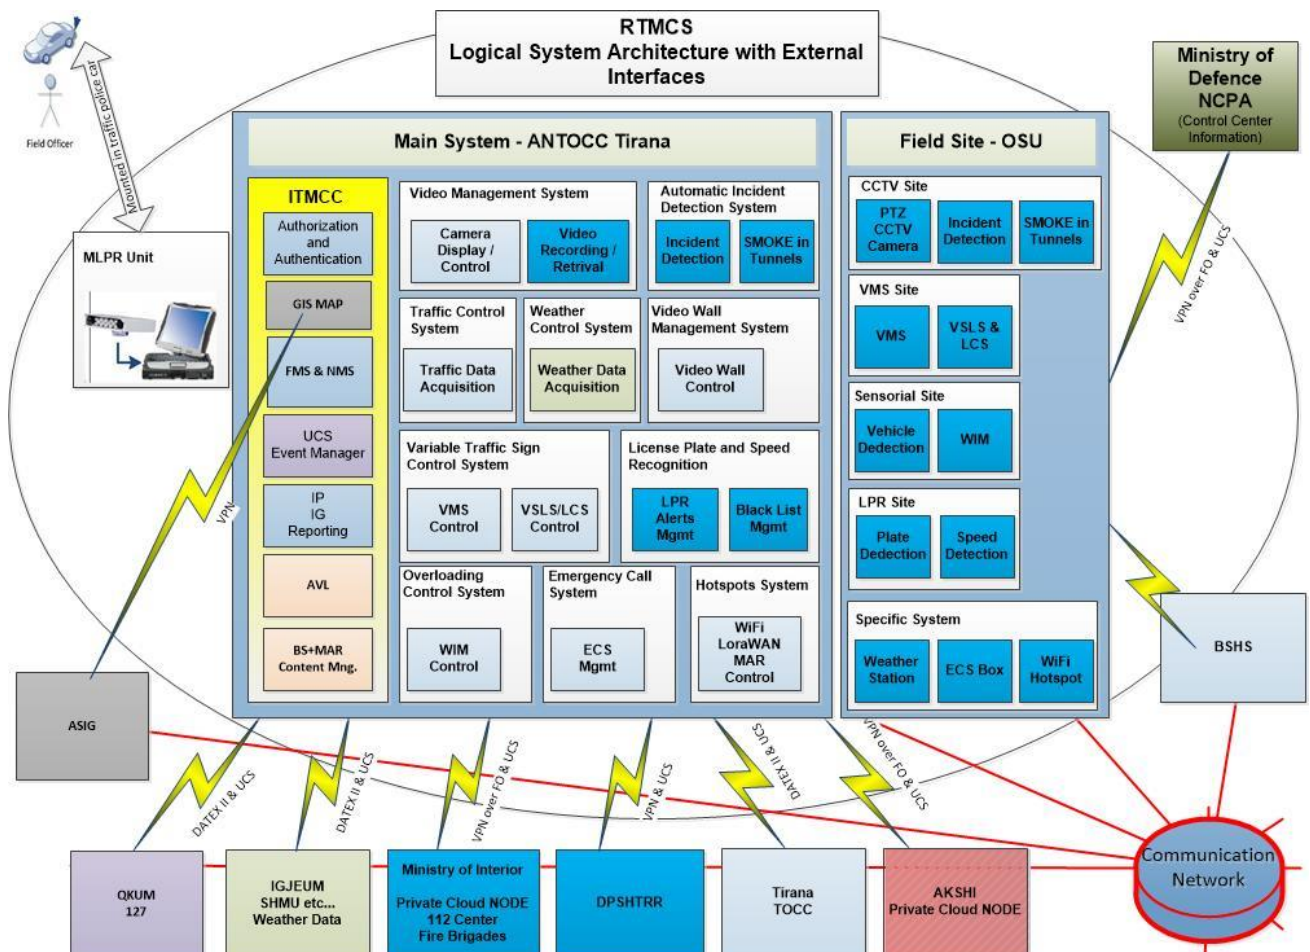 RTMCS
Logical System Architecture with External
Interfaces
Field Officer
Mounted in traffic police car
MLPR Unit
Ministry of
Defence
NCPA
(Control Center
Information)
VPN over FO & UCS
Main System - ANTOCC Tirana
ITMCC
Authorization
and
Authentication
GIS MAP
FMS & NMS
UCS
Event Manager
IP
IG
Reporting
AVL
BS+MAR
Content Mng.
Video Management System
Camera
Display /
Control
Video
Recording /
Retrival
Automatic Incident
Detection System
Incident
Detection
SMOKE in
Tunnels
Traffic Control
System
Traffic Data
Acquisition
Weather
Control System
Weather Data
Acquisition
Video Wall
Management System
Video Wall
Control
Variable Traffic Sign
Control System
VMS
Control
VSLS/LCS
Control
License Plate and Speed
Recognition
LPR
Alerts
Mgmt
Black List
Mgmt
Overloading
Control System
WIM
Control
Emergency Call
System
ECS
Mgmt
Hotspots System
WiFi
LoraWAN
MAR
Control
Field Site - OSU
CCTV Site
PTZ
CCTV
Camera
Incident
Detection
SMOKE in
Tunnels
VMS Site
VMS
VSLS &
LCS
Sensorial Site
Vehicle
Dedection
WIM
LPR Site
Plate
Dedection
Speed
Detection
Specific System
Weather
Station
ECS Box
WiFi
Hotspot
VPN
ASIG
BSHS
VPN over FO & UCS
DATEX II & UCS
DATEX II & UCS
VPN over FO & UCS
VPN & UCS
DATEX II & UCS
QKUM
127
IGJEUM
SHMU etc...
Weather Data
Ministry of Interior
Private Cloud NODE
112 Center
Fire Brigades
DPSHTRR
Tirana
TOCC
AKSHI
Private Cloud NODE
Communication
Network